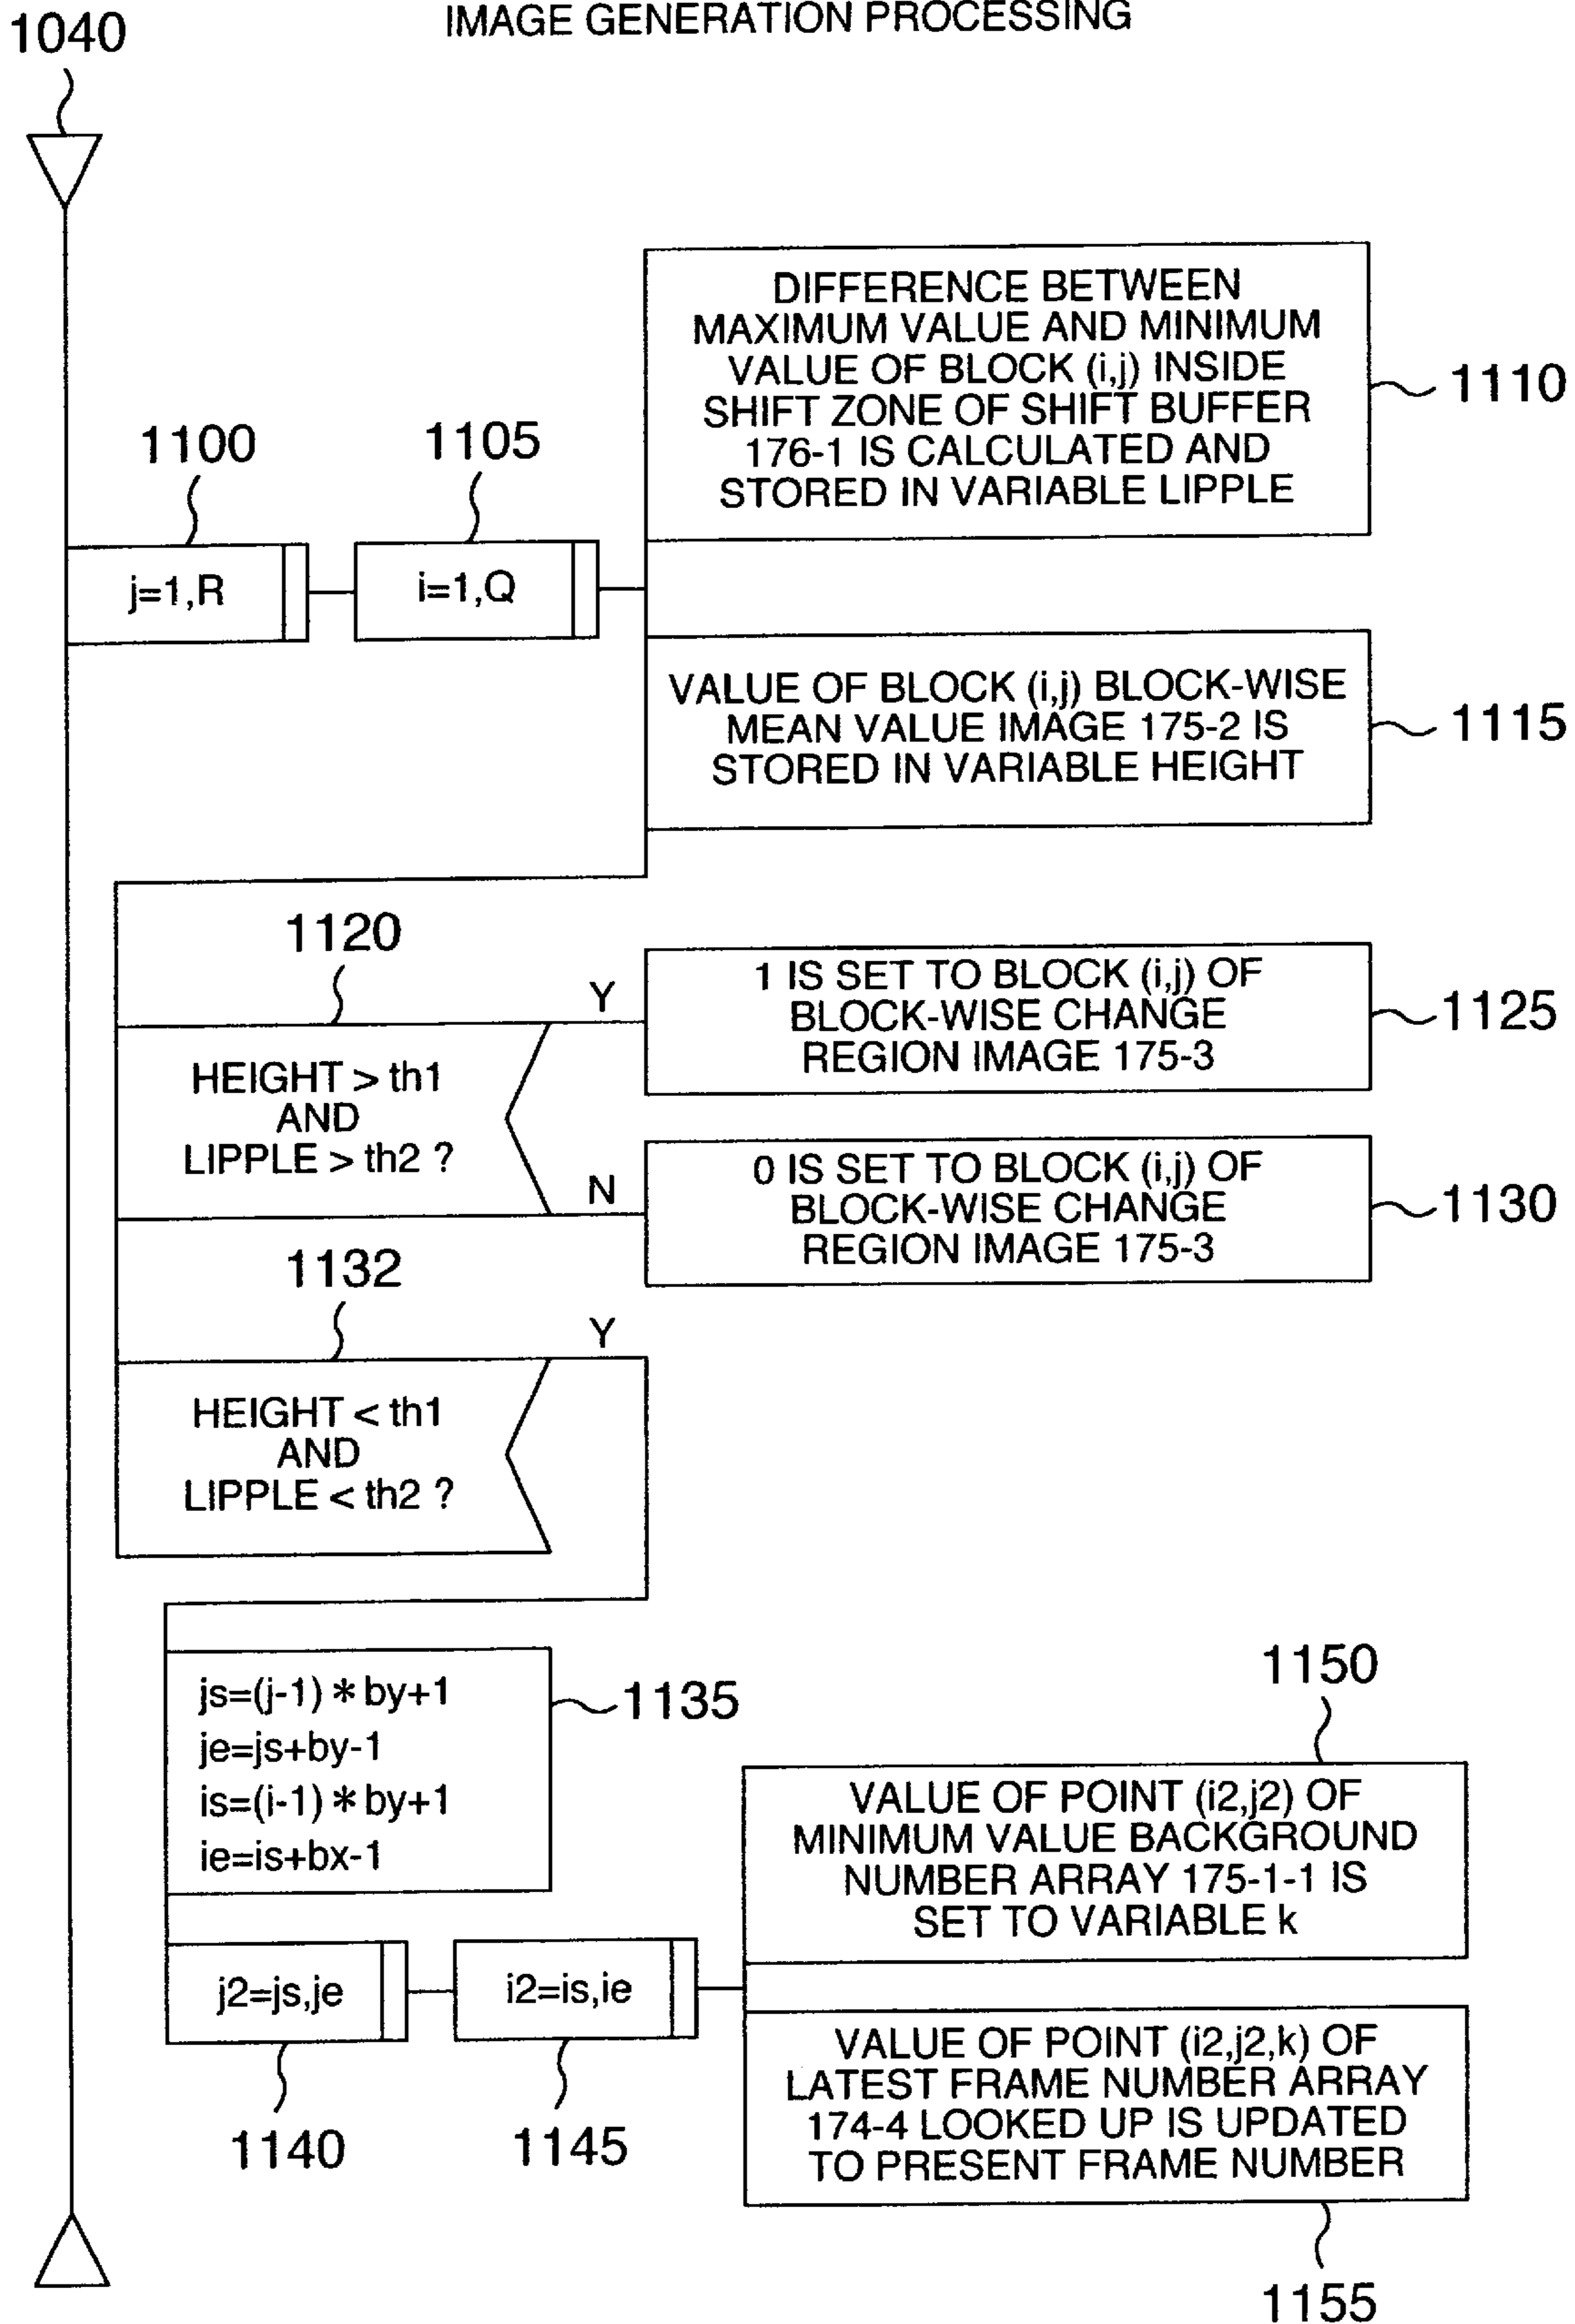 IMAGE GENERATION PROCESSING
1040
DIFFERENCE BETWEEN
MAXIMUM VALUE AND MINIMUM
VALUE OF BLOCK (i,j) INSIDE
SHIFT ZONE OF SHIFT BUFFER
176-1 IS CALCULATED AND
STORED IN VARIABLE LIPPLE
1110
1100
1105
j=1,R
i=1,Q
VALUE OF BLOCK (i,j) BLOCK-WISE
MEAN VALUE IMAGE 175-2 IS
STORED IN VARIABLE HEIGHT
1115
1120
Y
1 IS SET TO BLOCK (i,j) OF
BLOCK-WISE CHANGE
REGION IMAGE 175-3
1125
HEIGHT > th1
AND
LIPPLE > th2 ?
N
0 IS SET TO BLOCK (i,j) OF
BLOCK-WISE CHANGE
REGION IMAGE 175-3
1130
1132
Y
HEIGHT < th1
AND
LIPPLE < th2 ?
js=(j-1) * by+1
je=js+by-1
is=(i-1) * by+1
ie=is+bx-1
1135
1150
VALUE OF POINT (i2,j2) OF
MINIMUM VALUE BACKGROUND
NUMBER ARRAY 175-1-1 IS
SET TO VARIABLE k
j2=js,je
i2=is,ie
VALUE OF POINT (i2,j2,k) OF
LATEST FRAME NUMBER ARRAY
174-4 LOOKED UP IS UPDATED
TO PRESENT FRAME NUMBER
1140
1145
1155